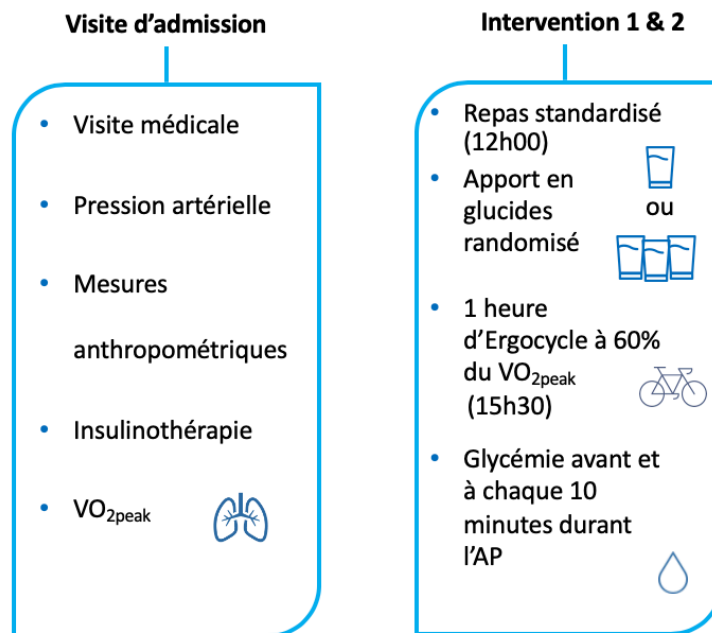 Visite d'admission
• Visite médicale
• Pression artérielle
• Mesures
anthropométriques
• Insulinothérapie
• VO2peak
Intervention 1 & 2
• Repas standardisé
(12h00)
• Apport en
glucides
randomisé
ou
• 1 heure
d'Ergocycle à 60%
du VO2peak
(15h30)
• Glycémie avant et
à chaque 10
minutes durant
l'AP